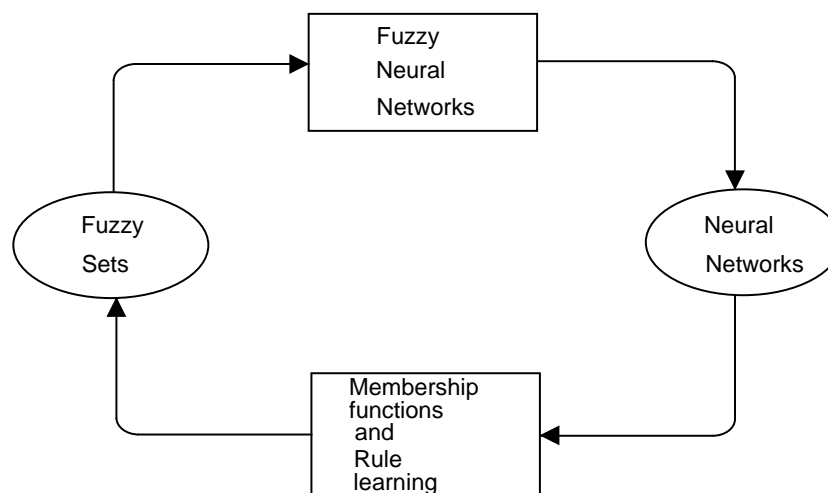 Fuzzy
Neural
Networks
Fuzzy
Sets
Neural
Networks
Membership
functions
and
Rule
learning